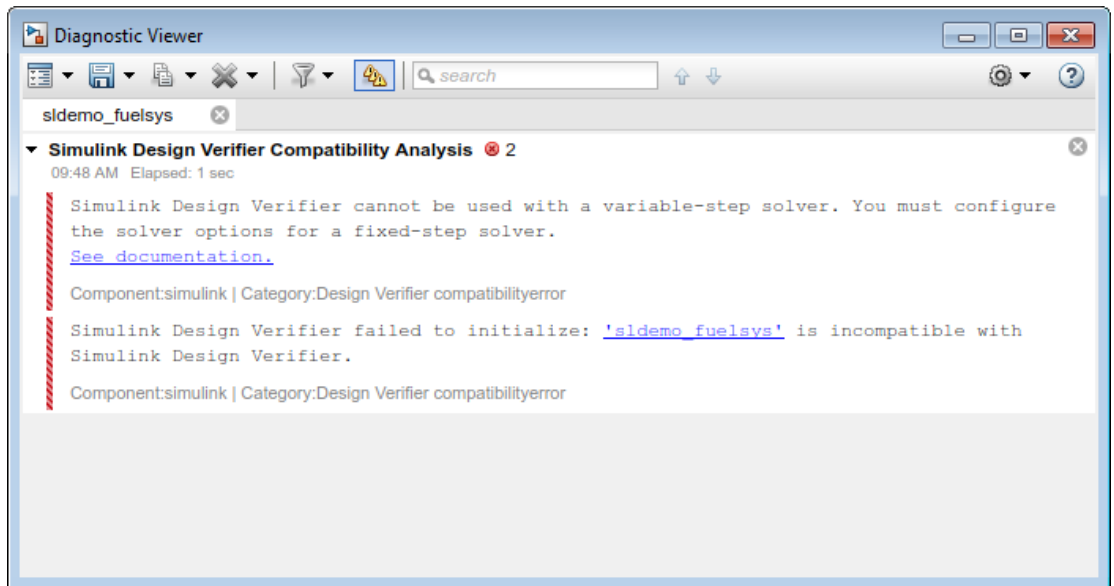 Diagnostic Viewer
search
sldemo_fuelsys
Simulink Design Verifier Compatibility Analysis 2
09:48 AM Elapsed: 1 sec
Simulink Design Verifier cannot be used with a variable-step solver. You must configure
the solver options for a fixed-step solver.
See documentation.
Component:simulink | Category:Design Verifier compatibilityerror
Simulink Design Verifier failed to initialize: 'sldemo_fuelsys' is incompatible with
Simulink Design Verifier.
Component:simulink | Category:Design Verifier compatibilityerror